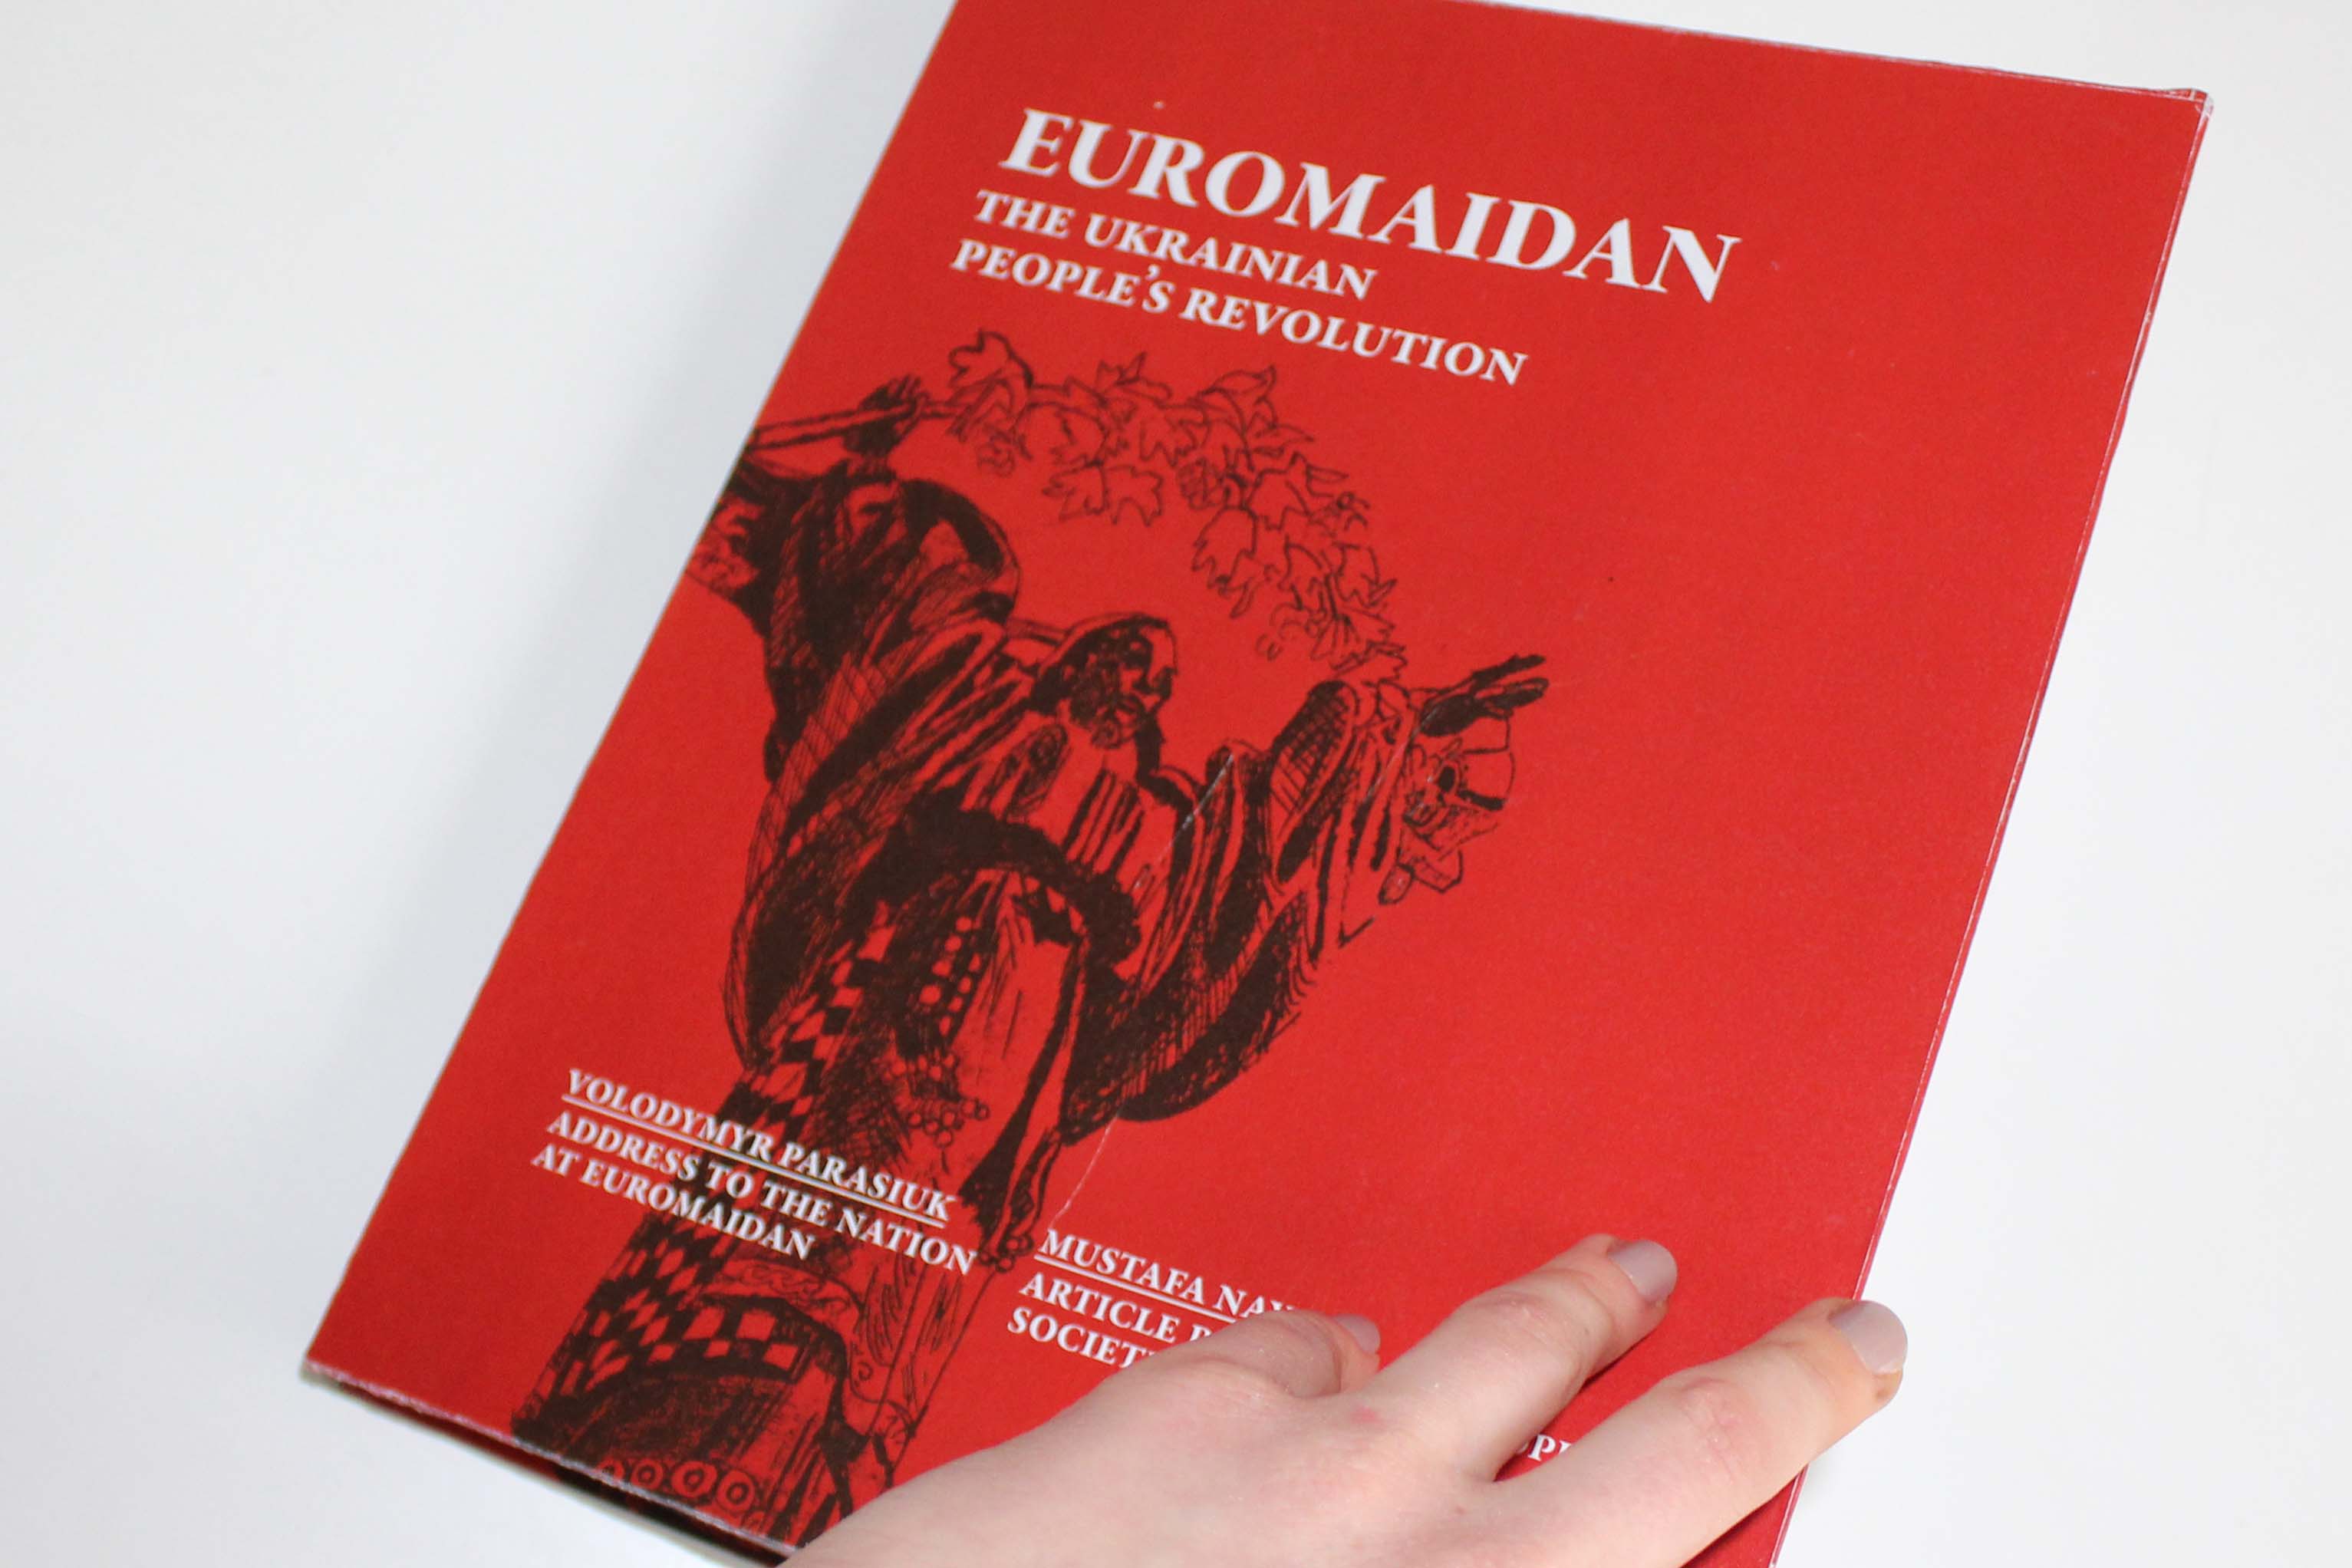 EUROMAIDAN
THE UKRAINIAN
PEOPLE'S REVOLUTION
VOLODYMYR PARASIUK
ADDRESS TO THE NATION
AT EUROMAIDAN
MUSTAFA
ARTICLE